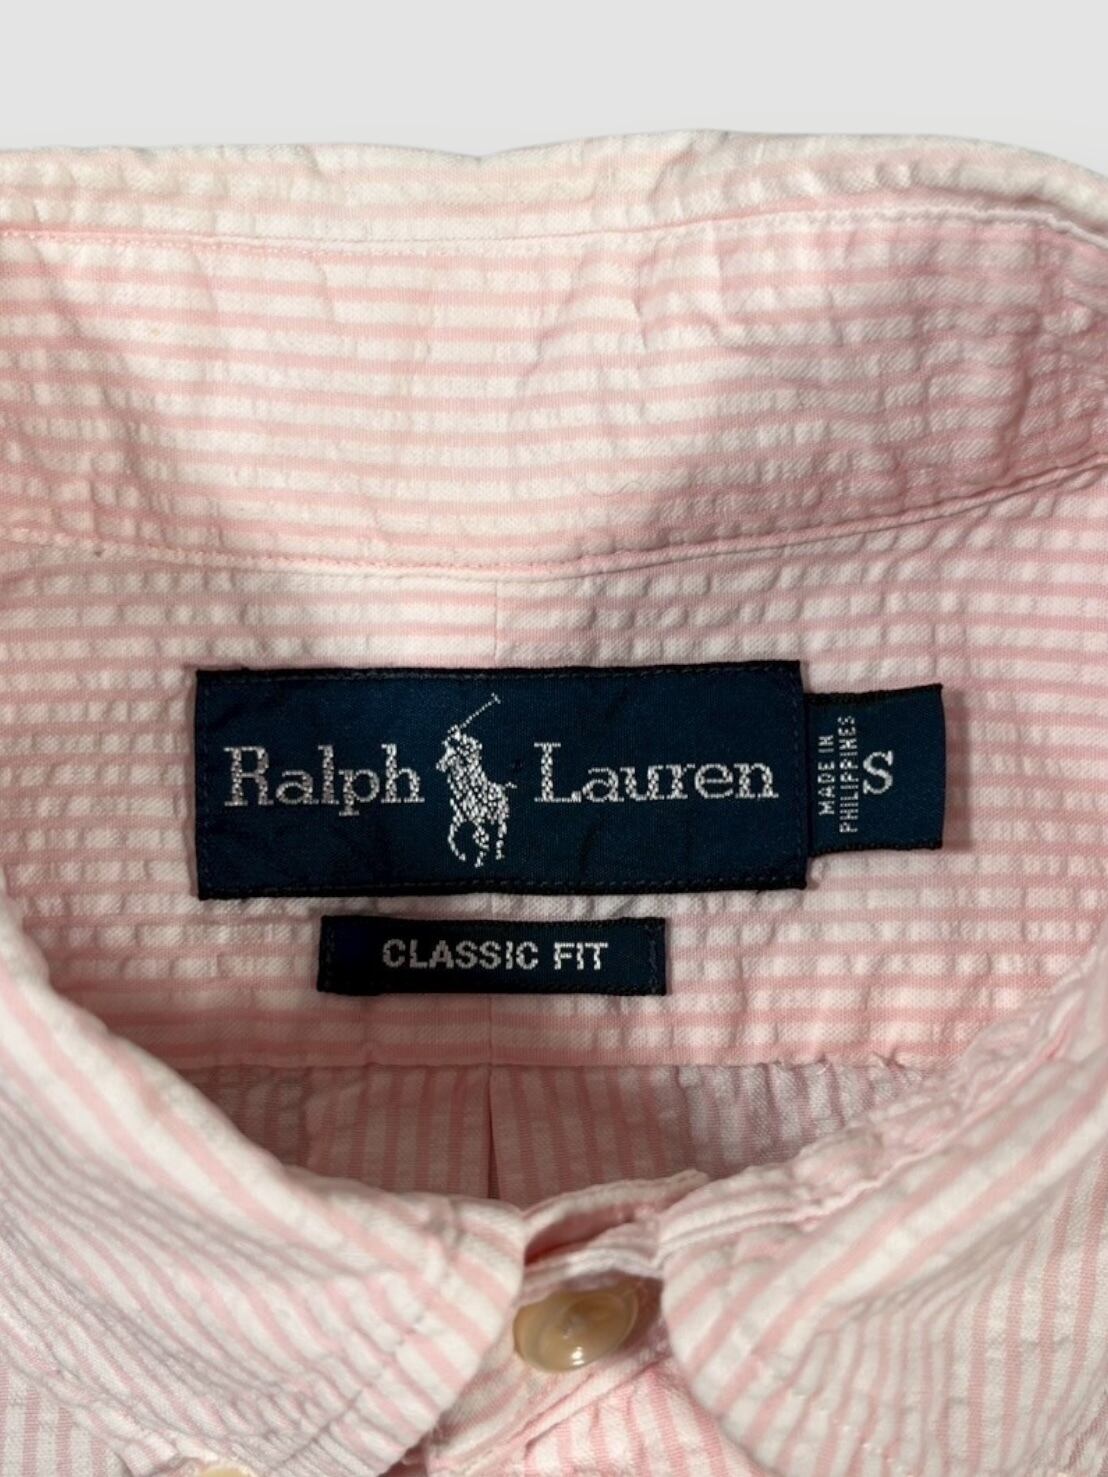 Ralph Lauren
MADE IN
PHILIPPINES
S
CLASSIC FIT